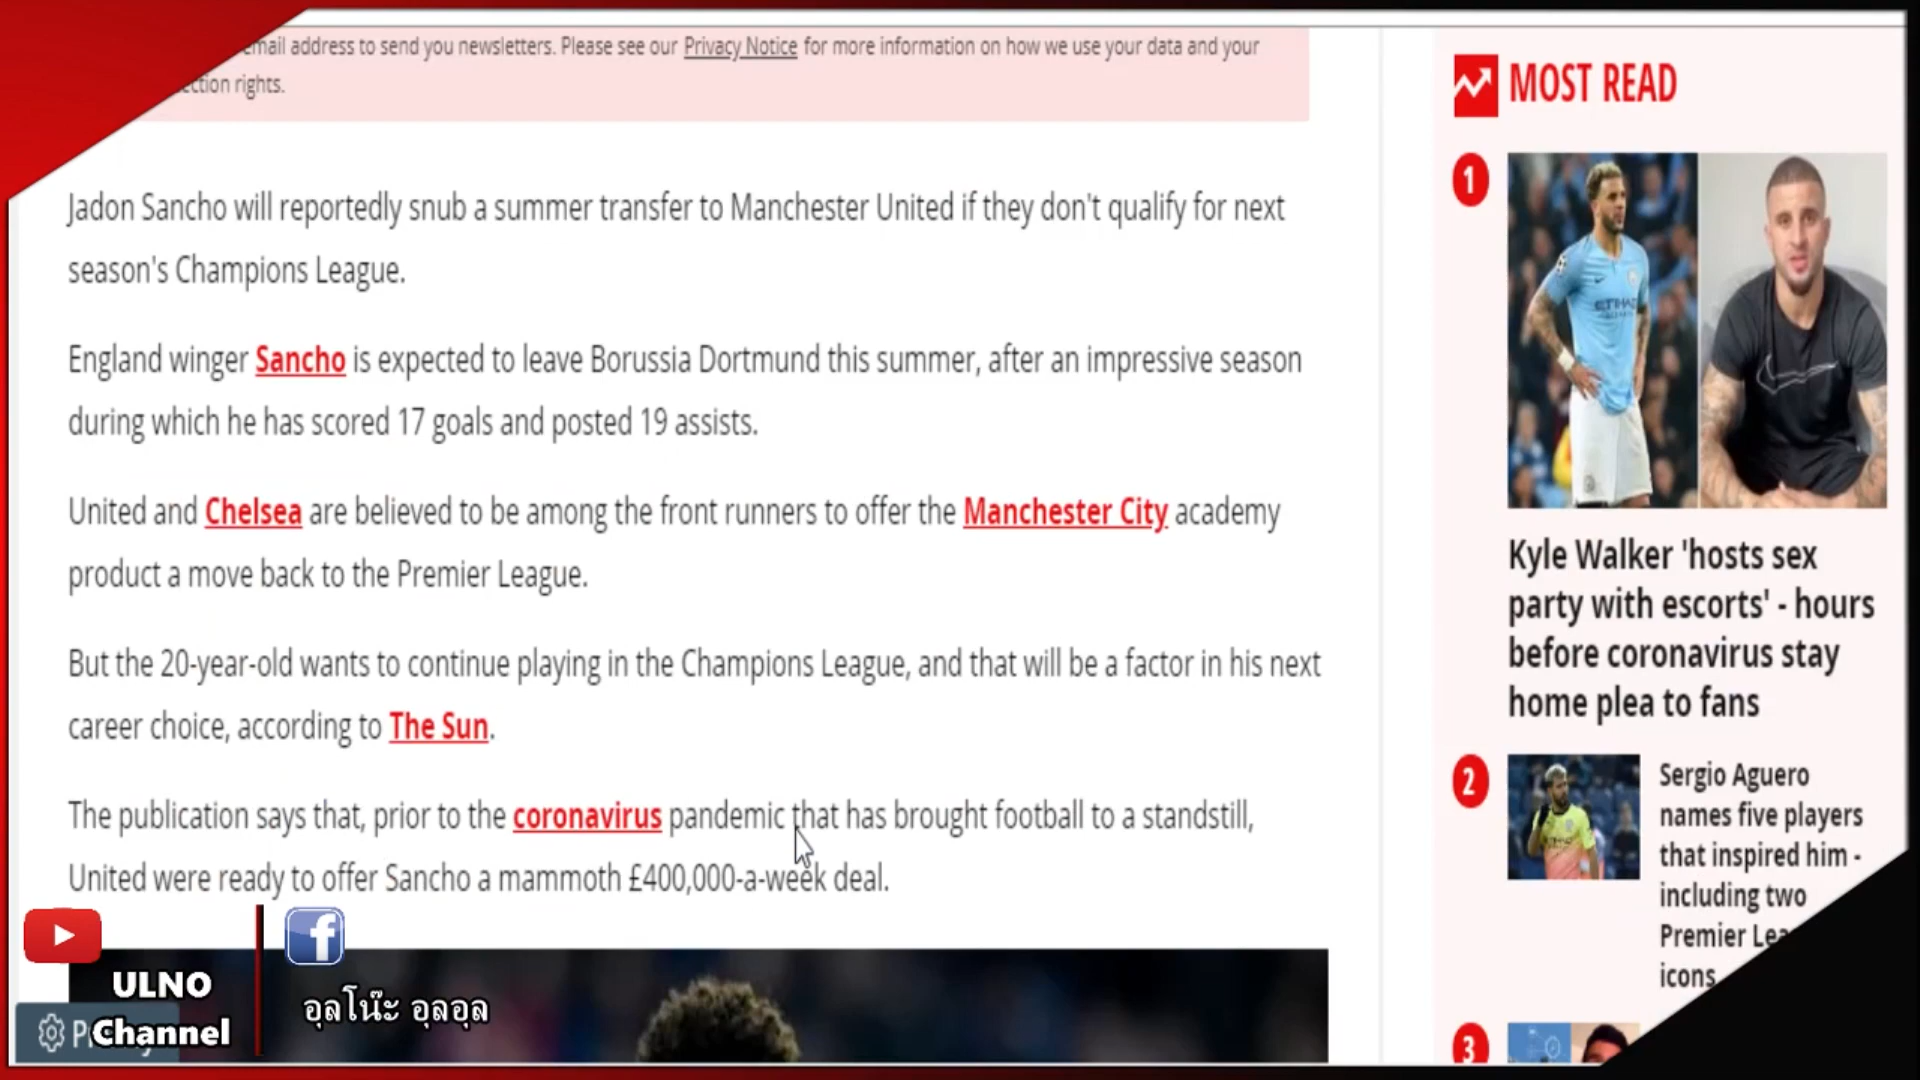 email address to send you newsletters. Please see our Privacy Notice for more information on how we use your data and your
rights.
Jadon Sancho will reportedly snub a summer transfer to Manchester United if they don't qualify for next
season's Champions League.
England winger Sancho is expected to leave Borussia Dortmund this summer, after an impressive season
during which he has scored 17 goals and posted 19 assists.
United and Chelsea are believed to be among the front runners to offer the Manchester City academy
product a move back to the Premier League.
But the 20-year-old wants to continue playing in the Champions League, and that will be a factor in his next
career choice, according to The Sun.
The publication says that, prior to the coronavirus pandemic that has brought football to a standstill,
United were ready to offer Sancho a mammoth £400,000-a-week deal.
ULNO
Channel
อุลโน๊ะ อุลอุล
MOST READ
1
Kyle Walker 'hosts sex
party with escorts' - hours
before coronavirus stay
home plea to fans
2
Sergio Aguero
names five players
that inspired him -
including two
Premier
icons
3